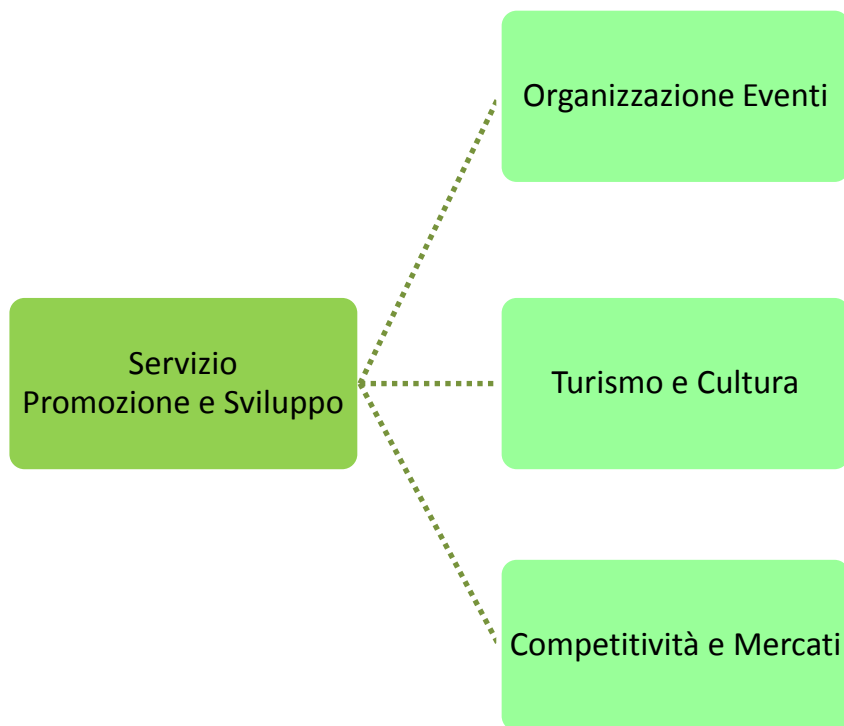 Organizzazione Eventi
Servizio
Promozione e Sviluppo
Turismo e Cultura
Competitività e Mercati